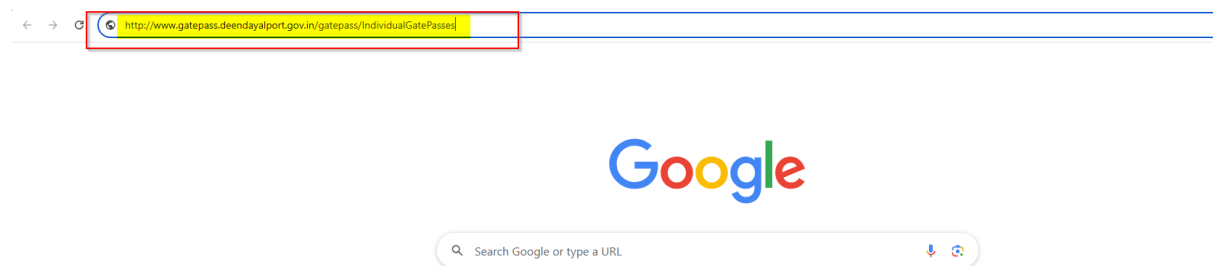 http://www.gatepass.deendayalport.gov.in/gatepass/IndividualGatePasses
Google
Search Google or type a URL